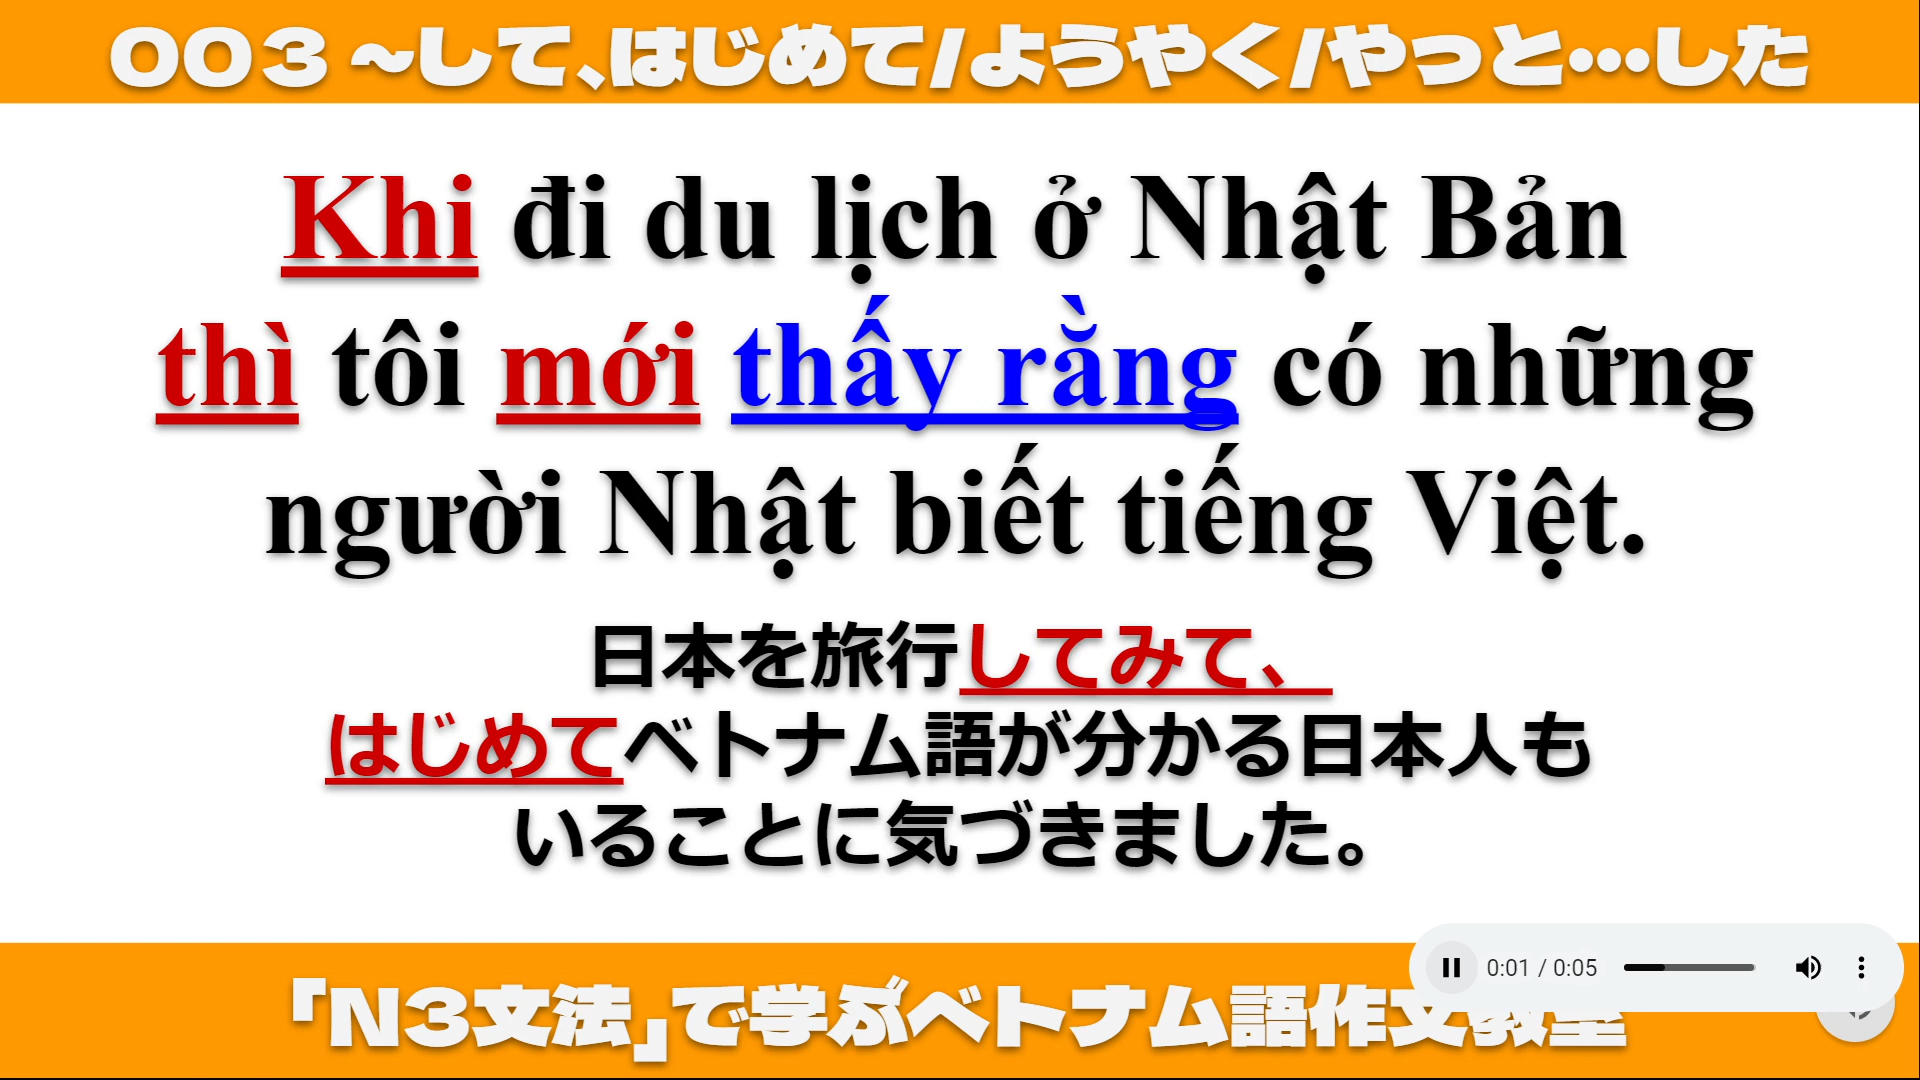 003 ~して、はじめて/ようやく/やっと…した
Khi đi du lịch ở Nhật Bản
thì tôi mới thấy rằng có những
người Nhật biết tiếng Việt.
日本を旅行してみて、
はじめてベトナム語が分かる日本人も
いることに気づきました。
0:01 / 0:05
「N3文法」で学ぶベトナム語作文教室